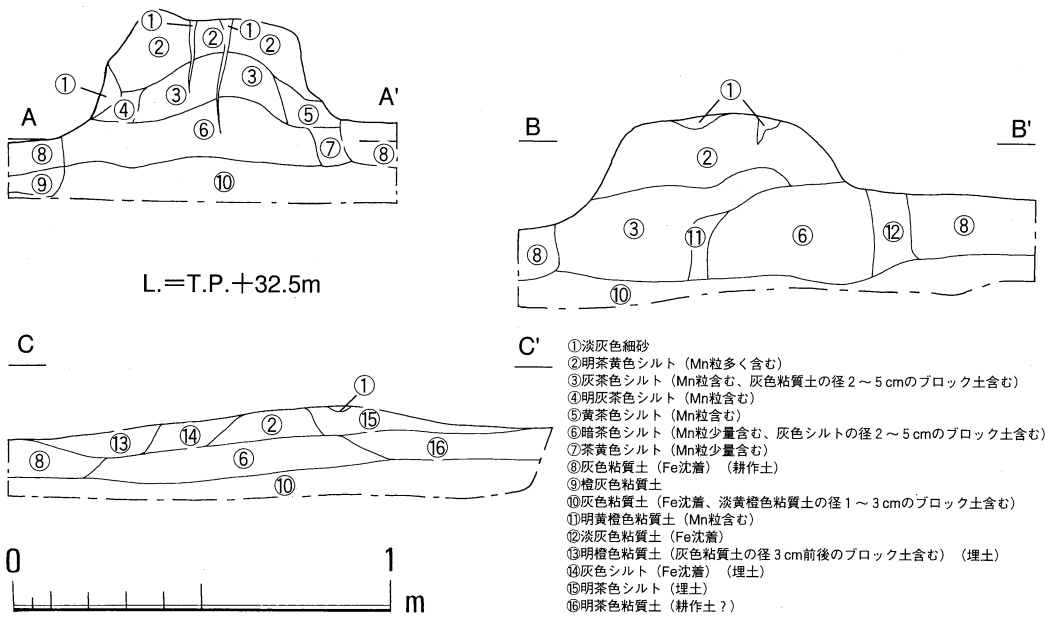 ① ① ② ② ②
① ③ ③
④ ⑤
A A'
⑥ ⑦
⑧ ⑧
⑨ ⑩
L.=T.P.+32.5m
B B'
①
②
③ ⑪ ⑥ ⑫ ⑧
⑧
⑩
C C'
①
⑬ ⑭ ② ⑮
⑧ ⑥ ⑯
⑩
0 1
m
①淡灰色細砂
②明茶黄色シルト（Mn粒多く含む）
③灰茶色シルト（Mn粒含む、灰色粘質土の径2～5cmのブロック土含む）
④明灰茶色シルト（Mn粒含む）
⑤黄茶色シルト（Mn粒含む）
⑥暗茶色シルト（Mn粒少量含む、灰色シルトの径2～5cmのブロック土含む）
⑦茶黄色シルト（Mn粒少量含む）
⑧灰色粘質土（Fe沈着）（耕作土）
⑨橙灰色粘質土
⑩灰色粘質土（Fe沈着、淡黄橙色粘質土の径1～3cmのブロック土含む）
⑪明黄橙色粘質土（Mn粒含む）
⑫淡灰色粘質土（Fe沈着）
⑬明橙色粘質土（灰色粘質土の径3cm前後のブロック土含む）（埋土）
⑭灰色シルト（Fe沈着）（埋土）
⑮明茶色シルト（埋土）
⑯明茶色粘質土（耕作土？）